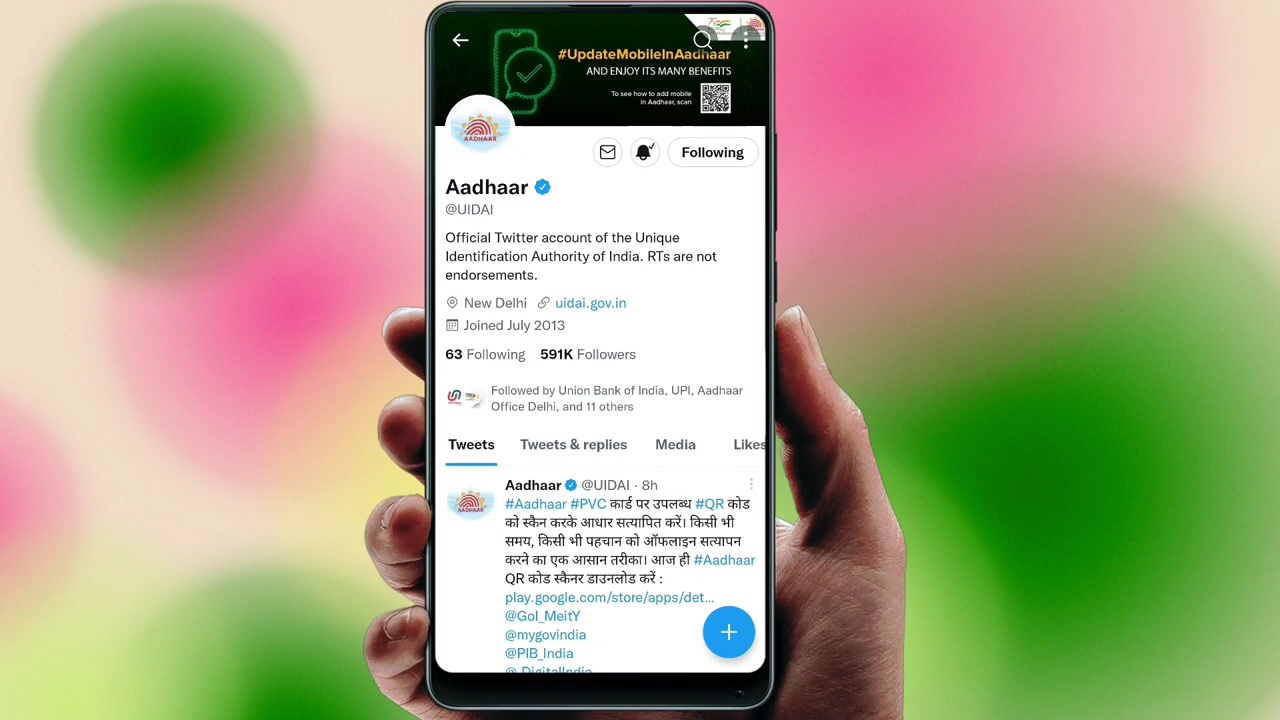 #UpdateMobileInAadhaar
AND ENJOY ITS MANY BENEFITS
To see how to add mobile
in Aadhaar, scan
AADHAAR
Following
Aadhaar
@UIDAI
Official Twitter account of the Unique
Identification Authority of India. RTs are not
endorsements.
New Delhi uidai.gov.in
Joined July 2013
63 Following 591K Followers
Followed by Union Bank of India, UPI, Aadhaar
Office Delhi, and 11 others
Tweets Tweets & replies Media Likes
Aadhaar @UIDAI · 8h
#Aadhaar #PVC कार्ड पर उपलब्ध #QR कोड
को स्कैन करके आधार सत्यापित करें। किसी भी
समय, किसी भी पहचान को ऑफलाइन सत्यापन
करने का एक आसान तरीका। आज ही #Aadhaar
QR कोड स्कैनर डाउनलोड करें :
play.google.com/store/apps/det...
@GoI_MeitY
@mygovindia
@PIB_India
@_DigitalIndia
AADHAAR